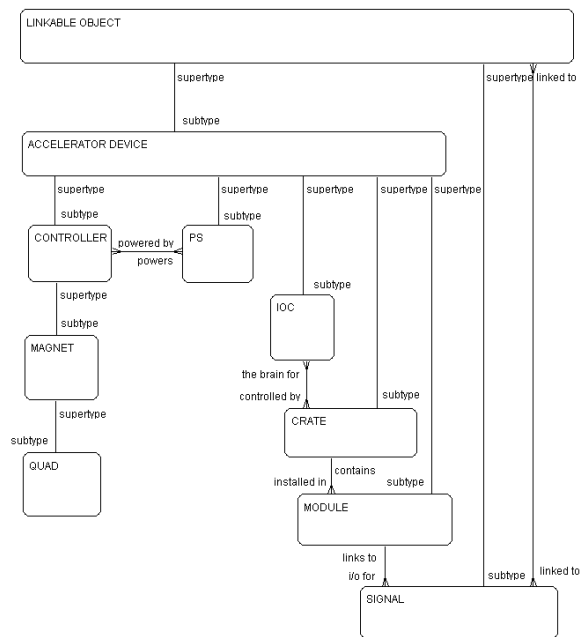 LINKABLE OBJECT
supertype
supertype
linked to
subtype
ACCELERATOR DEVICE
supertype
supertype
supertype
supertype
supertype
subtype
subtype
CONTROLLER
powered by
powers
PS
subtype
supertype
IOC
subtype
MAGNET
the brain for
controlled by
subtype
supertype
CRATE
subtype
QUAD
contains
installed in
subtype
MODULE
links to
i/o for
subtype
linked to
SIGNAL